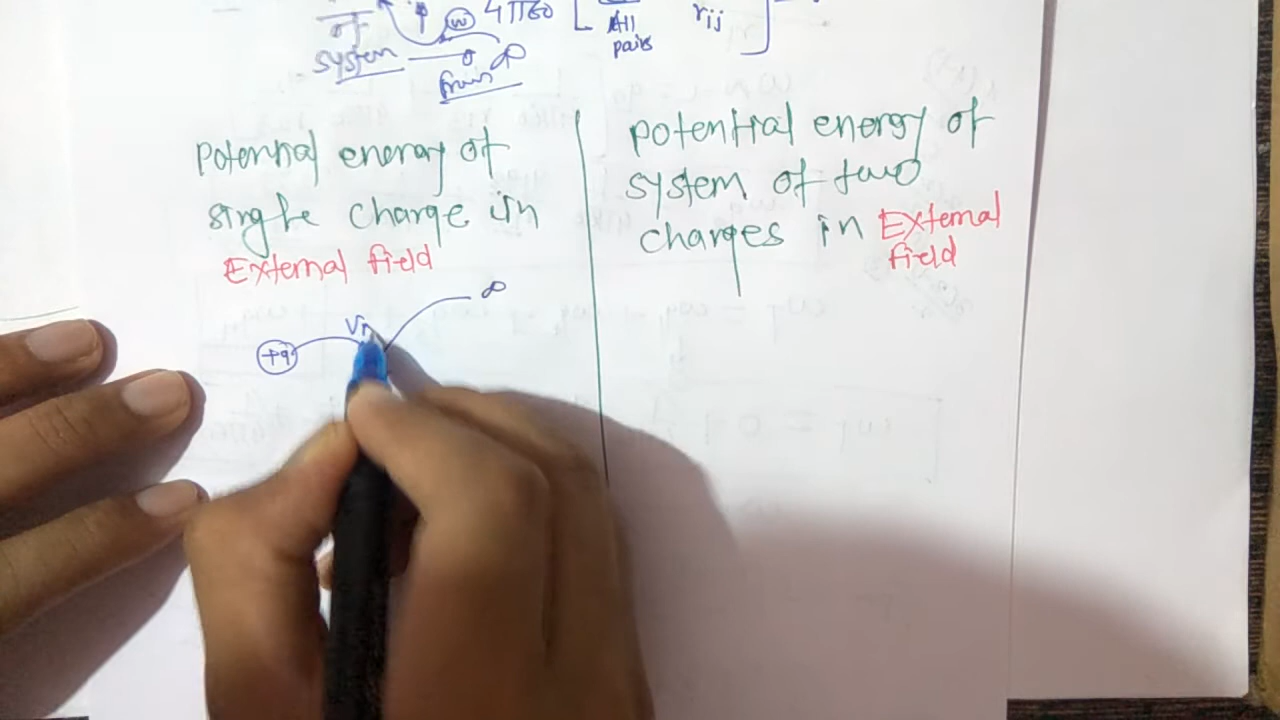 of
system
from ∞
W 4πε0
All
pairs
rij
Potential energy of
single charge in
External field
+q
Vr
∞
Potential energy of
system of two
charges in External
field